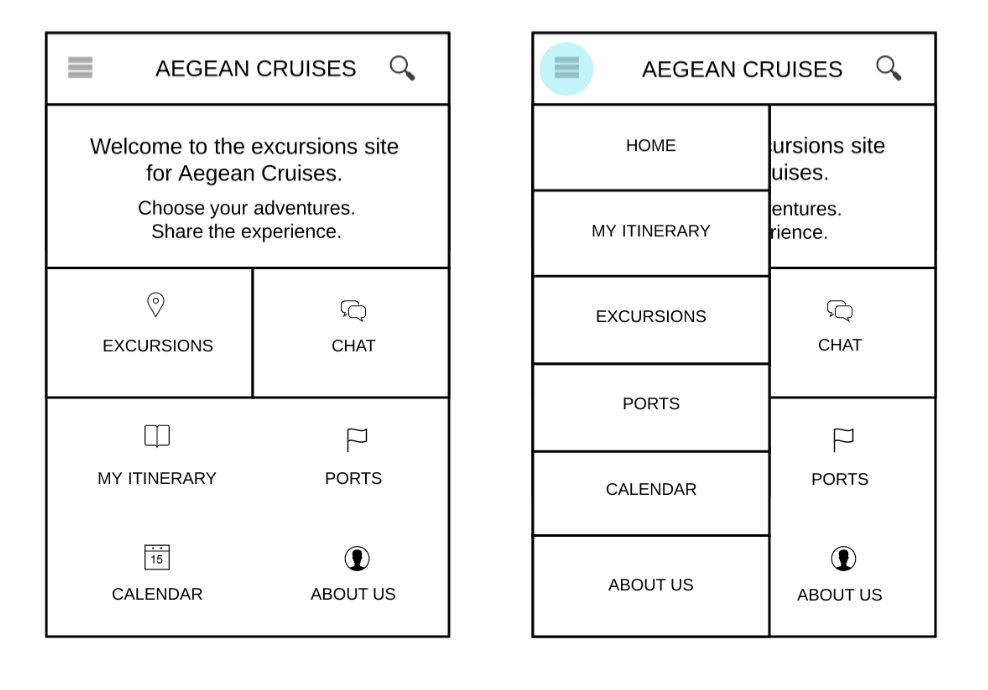 AEGEAN CRUISES
Welcome to the excursions site
for Aegean Cruises.
Choose your adventures.
Share the experience.
EXCURSIONS
CHAT
MY ITINERARY
PORTS
15
CALENDAR
ABOUT US
AEGEAN CRUISES
HOME
MY ITINERARY
EXCURSIONS
PORTS
CALENDAR
ABOUT US
ursions site
uises.
entures.
rience.
CHAT
PORTS
ABOUT US